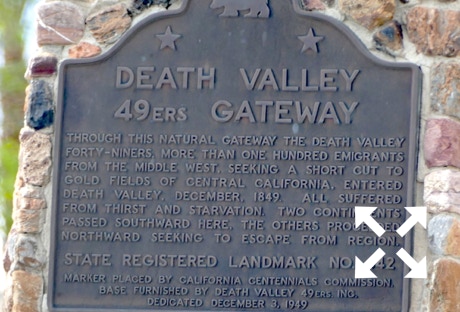 DEATH VALLEY
49ERS GATEWAY
THROUGH THIS NATURAL GATEWAY THE DEATH VALLEY
FORTY-NINERS, MORE THAN ONE HUNDRED EMIGRANTS
FROM THE MIDDLE WEST, SEEKING A SHORT CUT TO
GOLD FIELDS OF CENTRAL CALIFORNIA, ENTERED
DEATH VALLEY, DECEMBER, 1849. ALL SUFFERED
FROM THIRST AND STARVATION. TWO
PASSED SOUTHWARD HERE, THE OTHERS
NORTHWARD SEEKING TO ESCAPE FROM REGION.
STATE REGISTERED LANDMARK
MARKER PLACED BY CALIFORNIA CENTENNIALS COMMISSION.
BASE FURNISHED BY DEATH VALLEY 49ERS INC.
DEDICATED DECEMBER 3, 1949